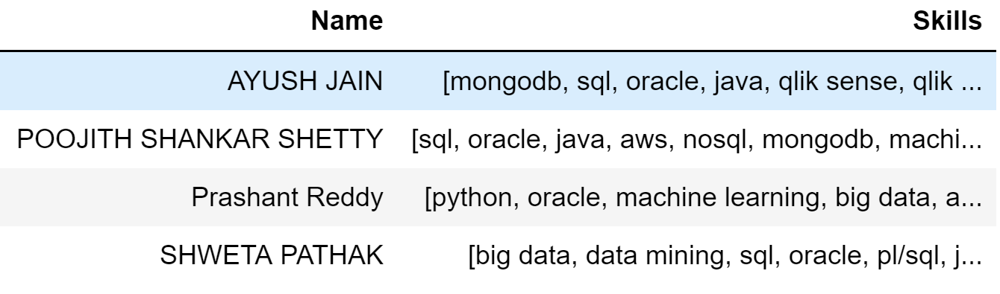 Name Skills
AYUSH JAIN [mongodb, sql, oracle, java, qlik sense, qlik ...
POOJITH SHANKAR SHETTY [sql, oracle, java, aws, nosql, mongodb, machi...
Prashant Reddy [python, oracle, machine learning, big data, a...
SHWETA PATHAK [big data, data mining, sql, oracle, pl/sql, j...